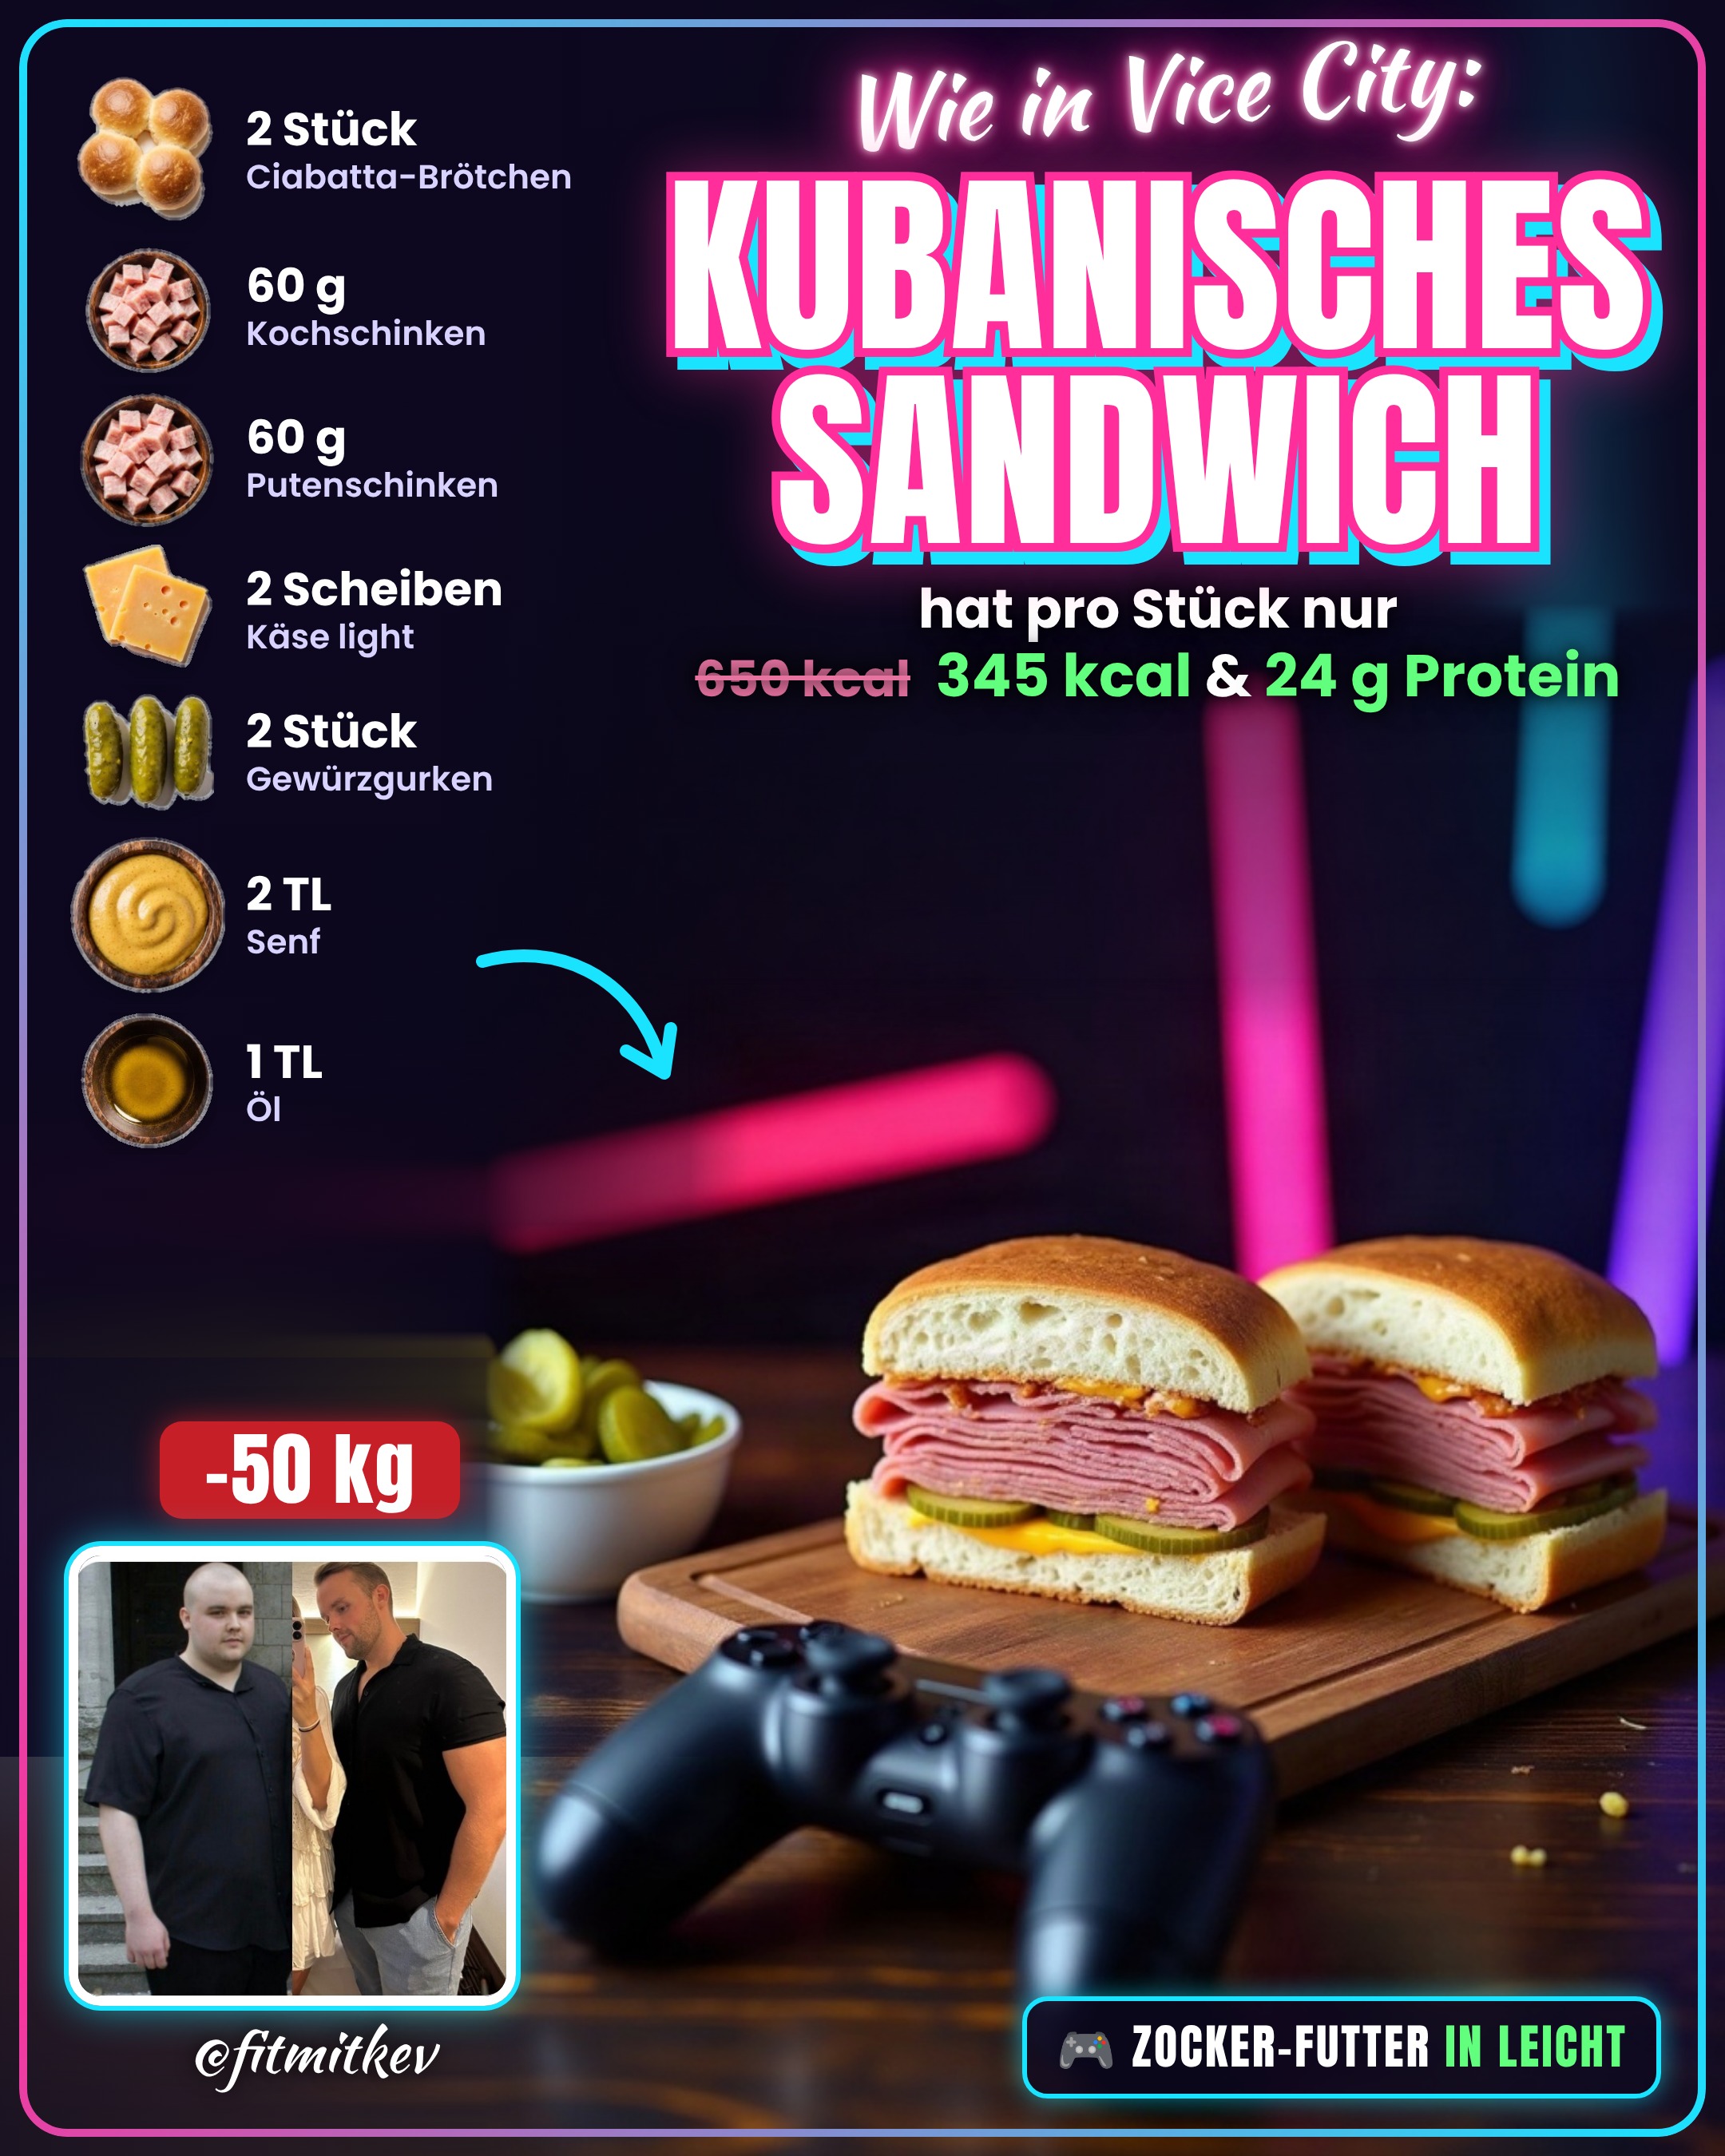 2 Stück
Ciabatta-Brötchen
60 g
Kochschinken
60 g
Putenschinken
2 Scheiben
Käse light
2 Stück
Gewürzgurken
2 TL
Senf
1 TL
Öl
Wie in Vice City:
KUBANISCHES
SANDWICH
hat pro Stück nur
650 kcal 345 kcal & 24 g Protein
-50 kg
@fitmitkev
ZOCKER-FUTTER IN LEICHT